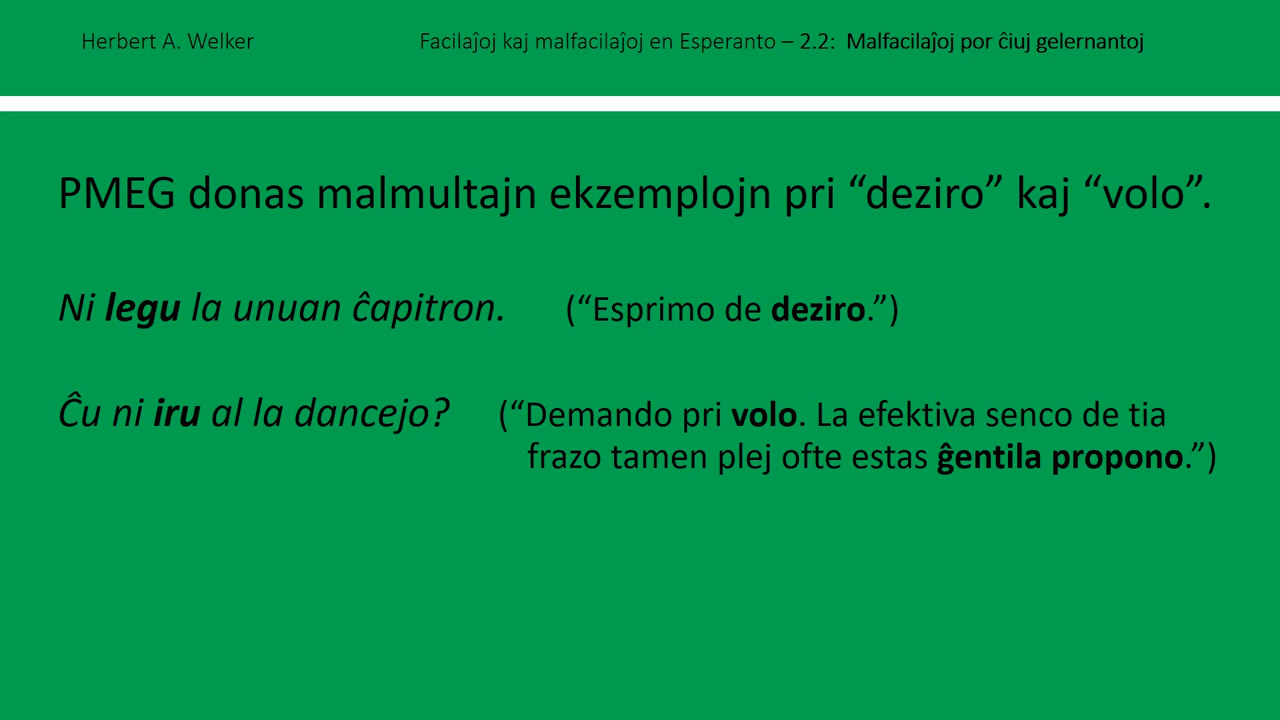 Herbert A. Welker
Facilaĵoj kaj malfacilaĵoj en Esperanto – 2.2: Malfacilaĵoj por ĉiuj gelernantoj
PMEG donas malmultajn ekzemplojn pri “deziro” kaj “volo”.
Ni legu la unuan ĉapitron. (“Esprimo de deziro.”)
Ĉu ni iru al la dancejo? (“Demando pri volo. La efektiva senco de tia
frazo tamen plej ofte estas ĝentila propono.”)